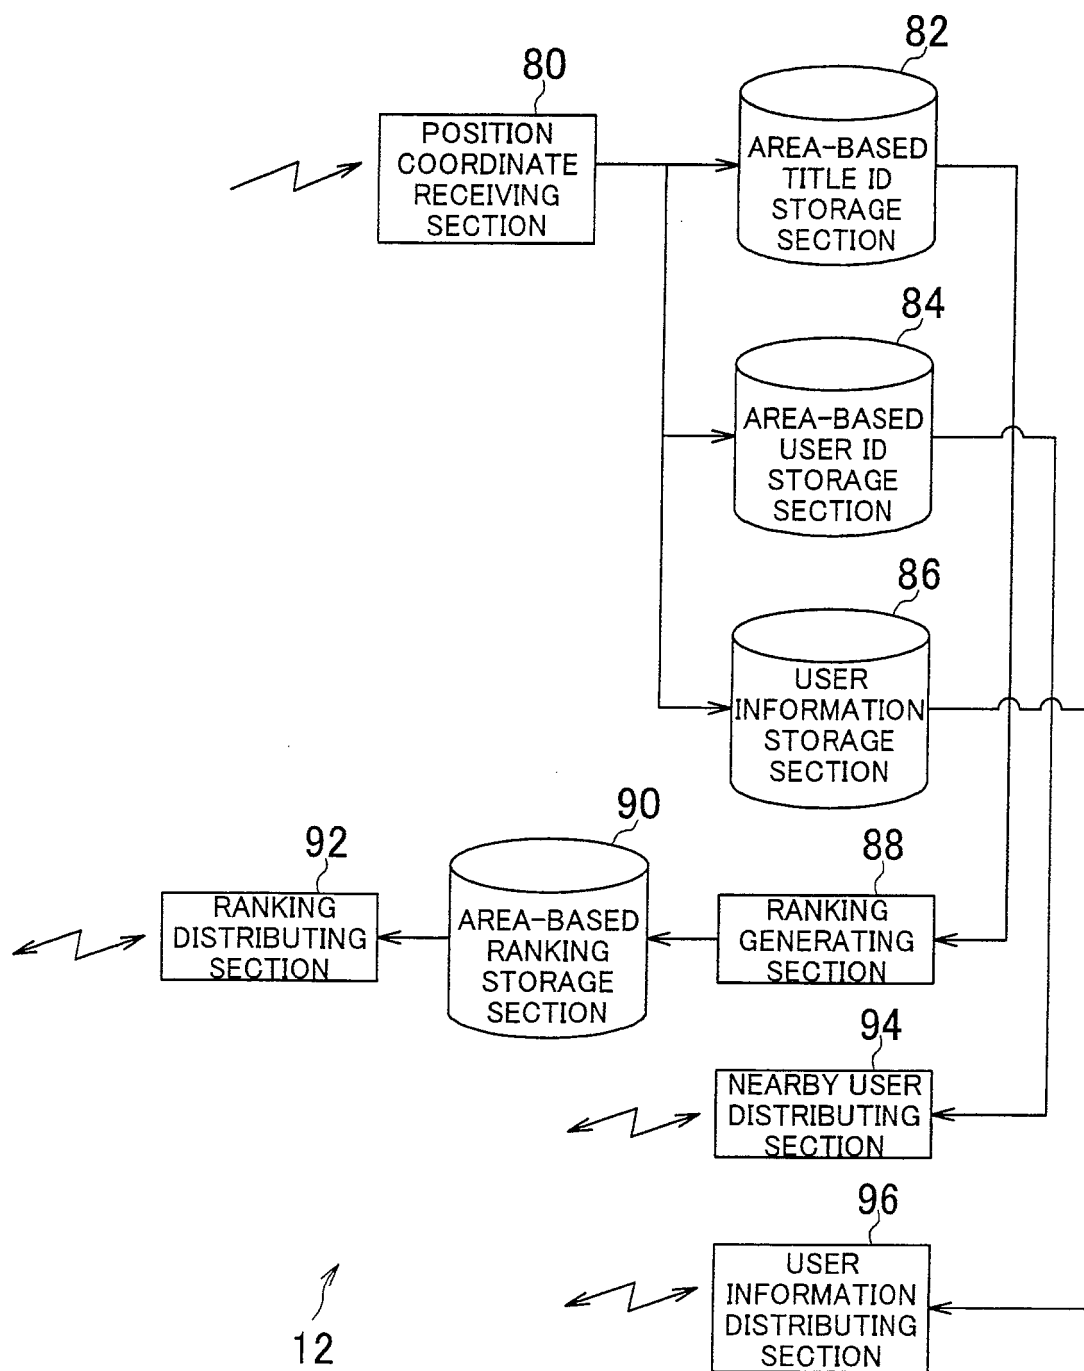 82
80
POSITION
COORDINATE
RECEIVING
SECTION
AREA-BASED
TITLE ID
STORAGE
SECTION
84
AREA-BASED
USER ID
STORAGE
SECTION
86
USER
INFORMATION
STORAGE
SECTION
90
92
88
RANKING
DISTRIBUTING
SECTION
AREA-BASED
RANKING
STORAGE
SECTION
RANKING
GENERATING
SECTION
94
NEARBY USER
DISTRIBUTING
SECTION
96
USER
INFORMATION
DISTRIBUTING
SECTION
12